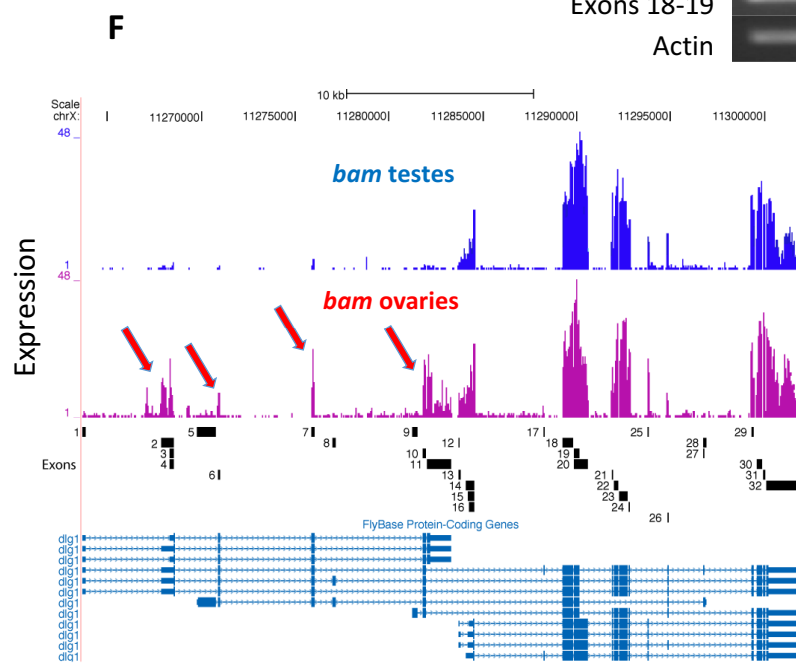 Exons 18-19
F
Actin
10 kb
Scale
chrX: 11270000 11275000 11280000 11285000 11290000 11295000 11300000
48
bam testes
1
48
bam ovaries
1
Expression
1 5 7 9 17 25 29
2 8 12 18 28
3 10 19 27
4 11 20 30
6 13 21 31
14 22 32
15 23
16 24
26
Exons
FlyBase Protein-Coding Genes
dlg1
dlg1
dlg1
dlg1
dlg1
dlg1
dlg1
dlg1
dlg1
dlg1
dlg1
dlg1